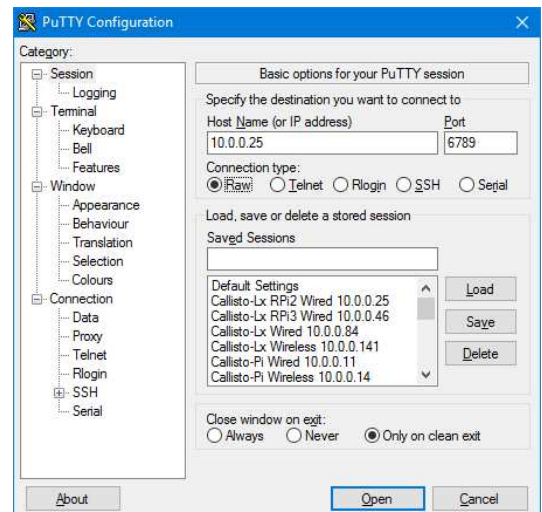 PuTTY Configuration
Category:
Session
Logging
Terminal
Keyboard
Bell
Features
Window
Appearance
Behaviour
Translation
Selection
Colours
Connection
Data
Proxy
Telnet
Rlogin
SSH
Serial
Basic options for your PuTTY session
Specify the destination you want to connect to
Host Name (or IP address) Port
10.0.0.25 6789
Connection type:
Raw Telnet Rlogin SSH Serial
Load, save or delete a stored session
Saved Sessions
Default Settings
Callisto-Lx RPi2 Wired 10.0.0.25
Callisto-Lx RPi3 Wired 10.0.0.46
Callisto-Lx Wired 10.0.0.84
Callisto-Lx Wireless 10.0.0.141
Callisto-Pi Wired 10.0.0.11
Callisto-Pi Wireless 10.0.0.14
Load
Save
Delete
Close window on exit:
Always Never Only on clean exit
About Open Cancel